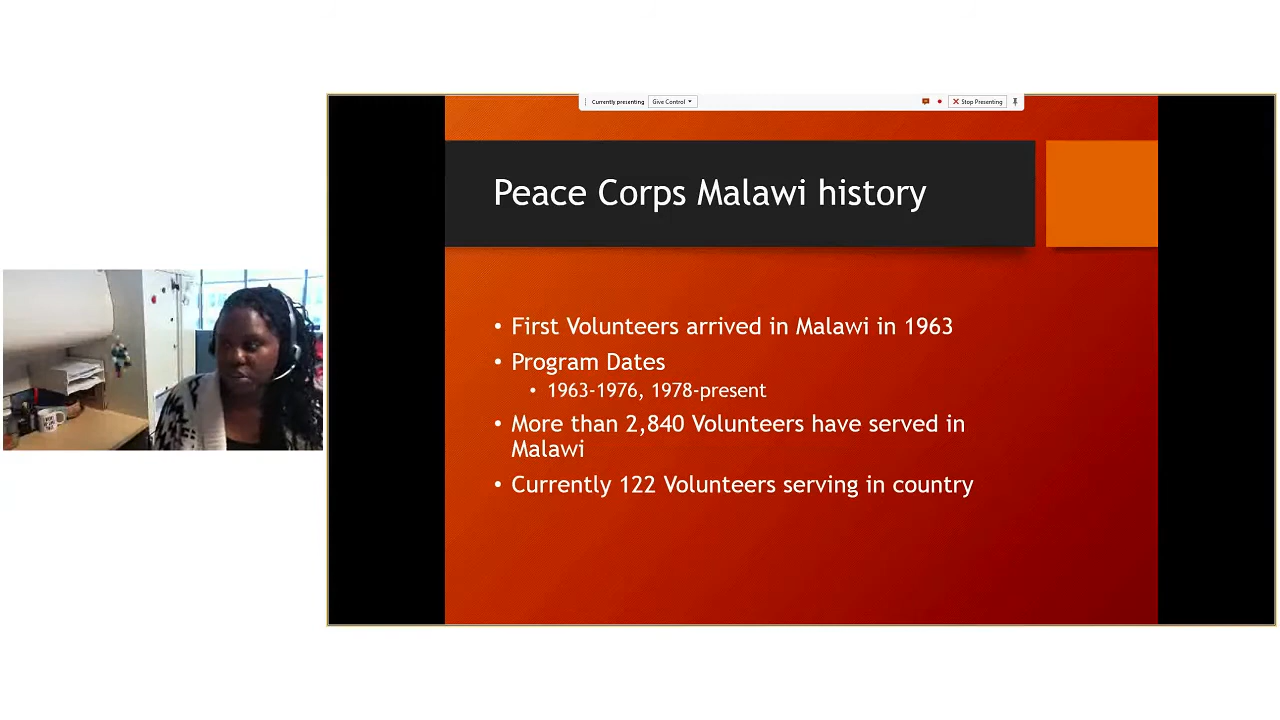 Currently presenting Give Control Stop Presenting
Peace Corps Malawi history
• First Volunteers arrived in Malawi in 1963
• Program Dates
• 1963-1976, 1978-present
• More than 2,840 Volunteers have served in
Malawi
• Currently 122 Volunteers serving in country